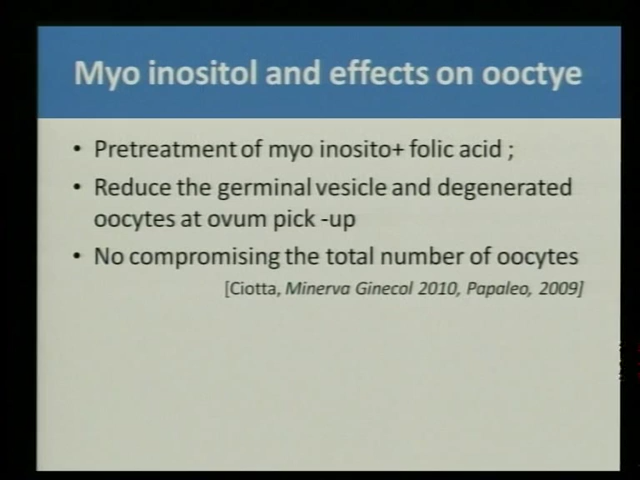 Myo inositol and effects on ooctye
• Pretreatment of myo inosito+ folic acid ;
• Reduce the germinal vesicle and degenerated
oocytes at ovum pick -up
• No compromising the total number of oocytes
[Ciotta, Minerva Ginecol 2010, Papaleo, 2009]